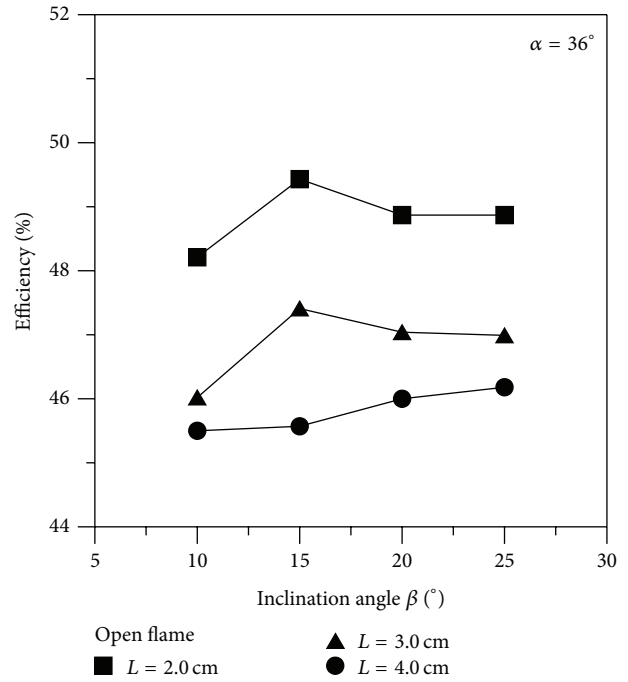 52
α = 36°
50
48
46
44
Efficiency (%)
5 10 15 20 25 30
Inclination angle β (°)
Open flame
L = 2.0 cm
L = 3.0 cm
L = 4.0 cm